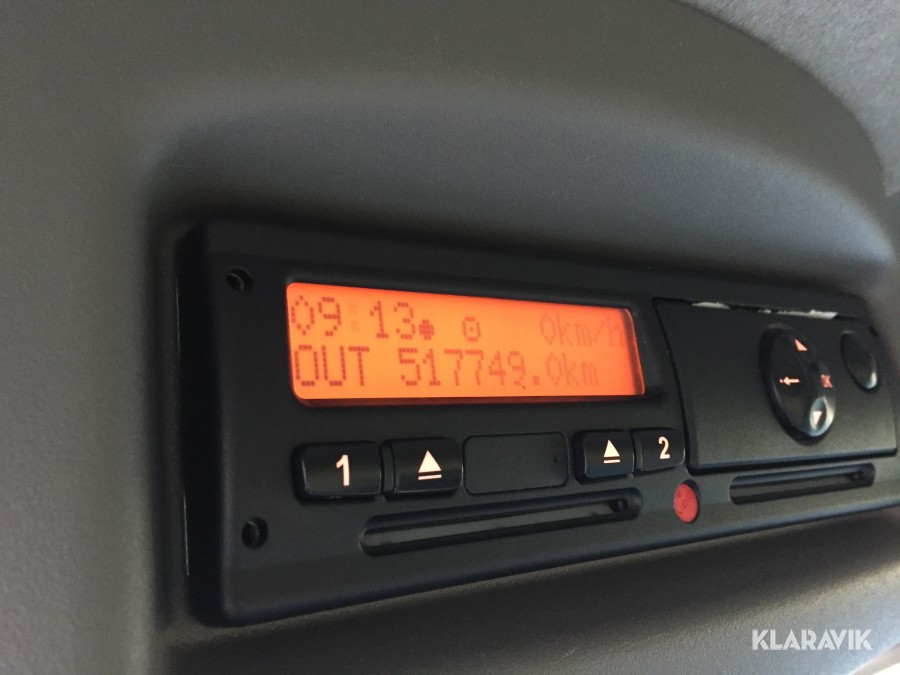 09:13 0km/h
OUT 517749.0km
1 2
OK
KLARAVIK